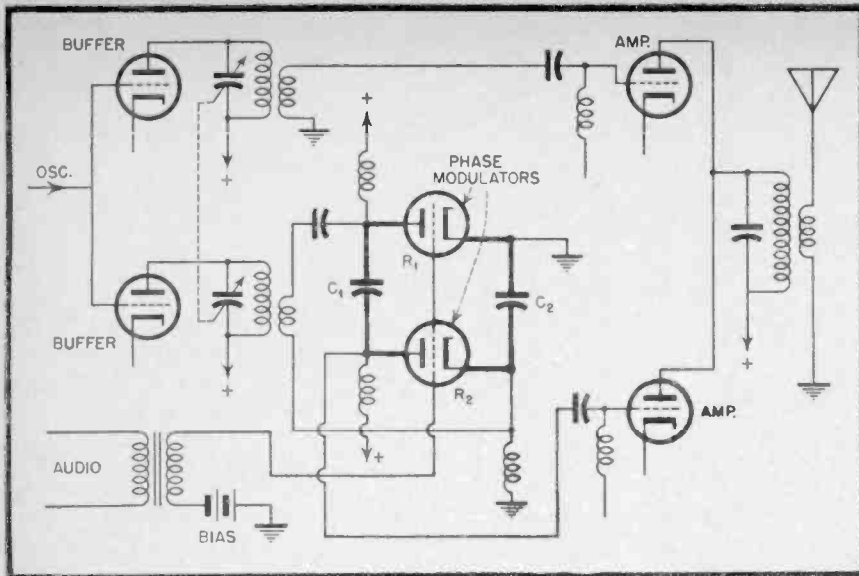 BUFFER
AMP.
+
OSC.
+
PHASE
MODULATORS
R1
C1
C2
BUFFER
R2
+
+
+
AMP.
AUDIO
BIAS